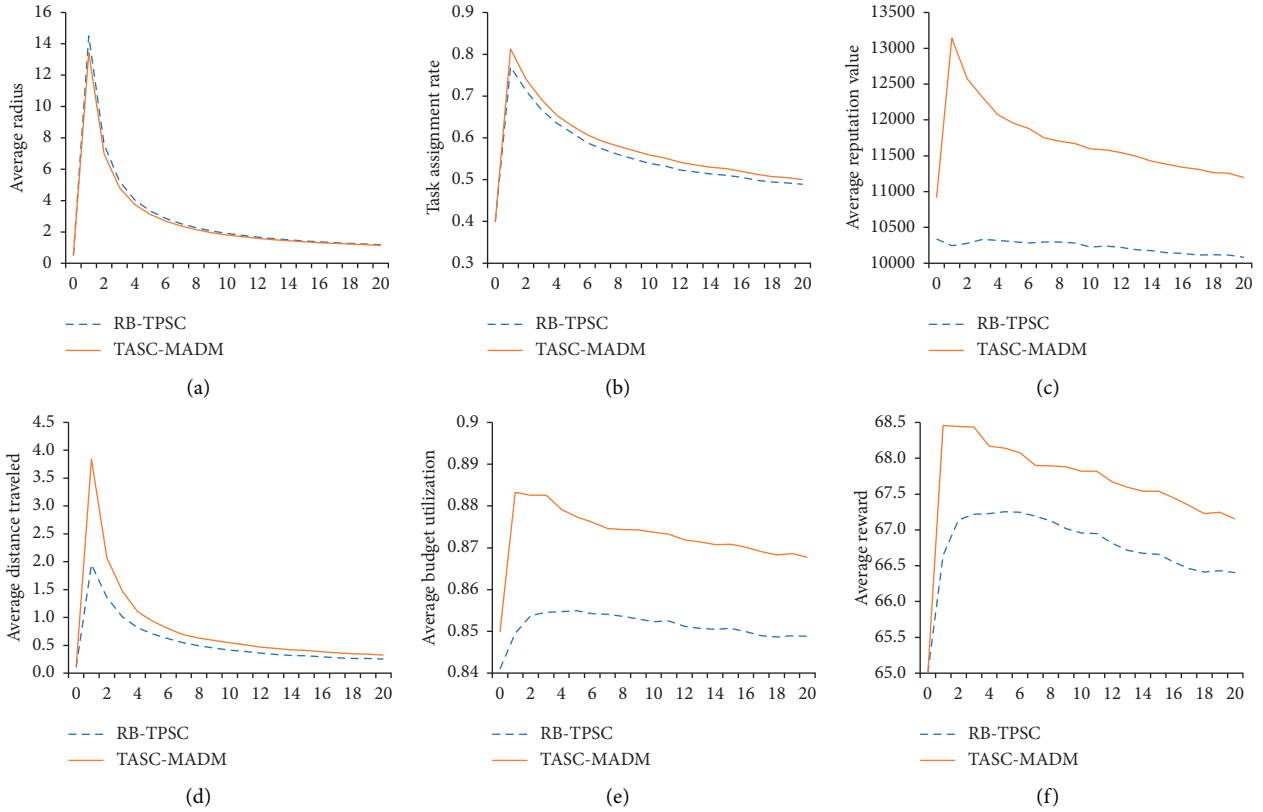 Average radius
16
14
12
10
8
6
4
2
0
0 2 4 6 8 10 12 14 16 18 20
RB-TPSC
TASC-MADM
(a)
Task assignment rate
0.9
0.8
0.7
0.6
0.5
0.4
0.3
0 2 4 6 8 10 12 14 16 18 20
RB-TPSC
TASC-MADM
(b)
Average reputation value
13500
13000
12500
12000
11500
11000
10500
10000
0 2 4 6 8 10 12 14 16 18 20
RB-TPSC
TASC-MADM
(c)
Average distance traveled
4.5
4.0
3.5
3.0
2.5
2.0
1.5
1.0
0.5
0.0
0 2 4 6 8 10 12 14 16 18 20
RB-TPSC
TASC-MADM
(d)
Average budget utilization
0.9
0.89
0.88
0.87
0.86
0.85
0.84
0 2 4 6 8 10 12 14 16 18 20
RB-TPSC
TASC-MADM
(e)
Average reward
68.5
68.0
67.5
67.0
66.0
65.5
65.0
0 2 4 6 8 10 12 14 16 18 20
RB-TPSC
TASC-MADM
(f)